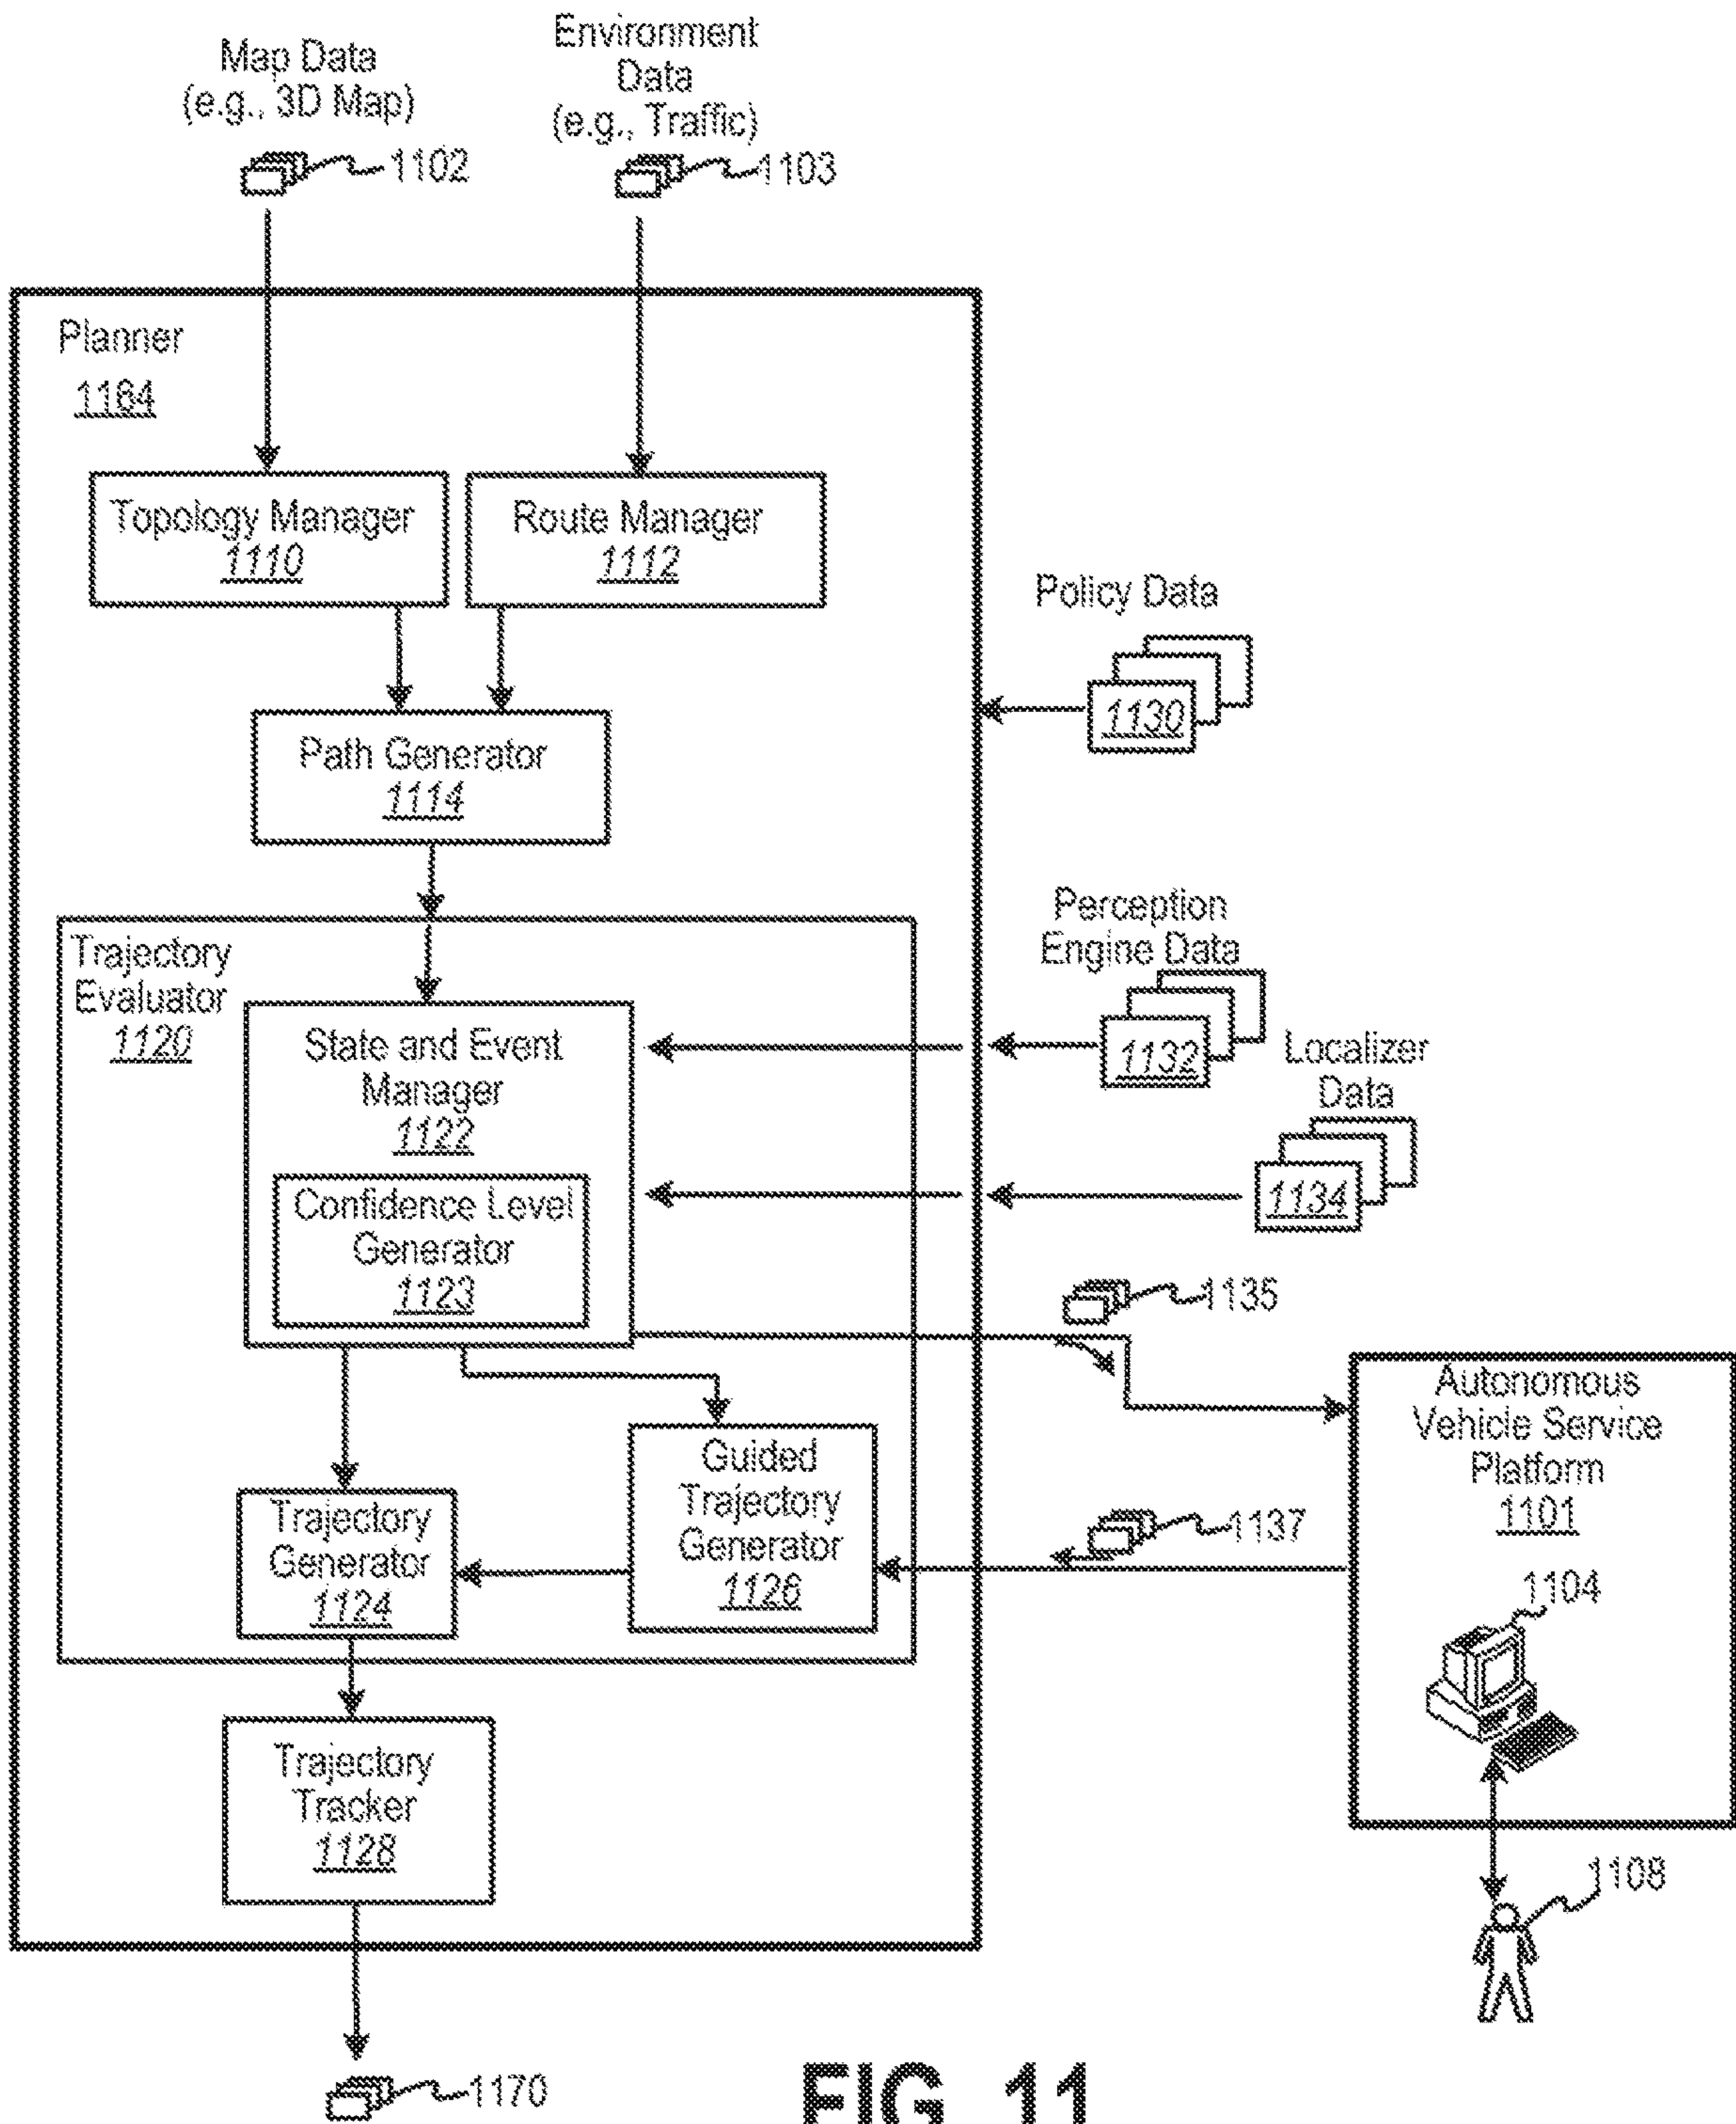 Map Data
(e.g., 3D Map)
1102
Environment
Data
(e.g., Traffic)
1103
Planner
1164
Topology Manager
1110
Route Manager
1112
Policy Data
1130
Path Generator
1114
Trajectory
Evaluator
1120
State and Event
Manager
1122
Confidence Level
Generator
1123
Perception
Engine Data
1132
Localizer
Data
1134
1135
Autonomous
Vehicle Service
Platform
1101
1104
Guided
Trajectory
Generator
1126
1137
Trajectory
Generator
1124
Trajectory
Tracker
1128
1108
1170
FIG. 11